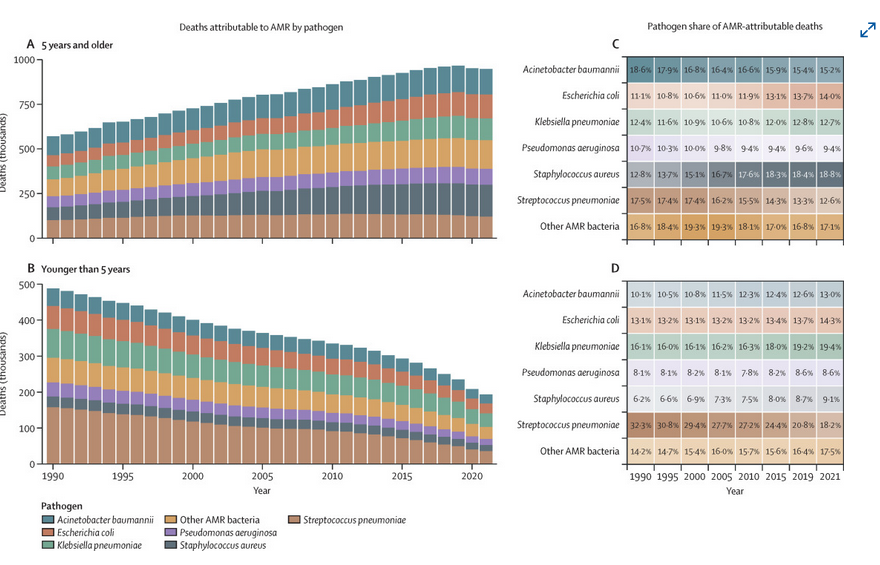 Deaths attributable to AMR by pathogen
A 5 years and older
Deaths (thousands)
1000
750
500
250
0
B Younger than 5 years
Deaths (thousands)
500
400
300
200
100
0
1990 1995 2000 2005 2010 2015 2020
Year
Pathogen share of AMR-attributable deaths
C
Acinetobacter baumannii 18·6% 17·9% 16·8% 16·4% 16·6% 15·9% 15·4% 15·2%
Escherichia coli 11·1% 10·8% 10·6% 11·0% 11·9% 13·1% 13·7% 14·0%
Klebsiella pneumoniae 12·4% 11·6% 10·9% 10·6% 10·8% 12·0% 12·8% 12·7%
Pseudomonas aeruginosa 10·7% 10·3% 10·0% 9·8% 9·4% 9·4% 9·6% 9·4%
Staphylococcus aureus 12·8% 13·7% 15·1% 16·7% 17·6% 18·3% 18·4% 18·8%
Streptococcus pneumoniae 17·5% 17·4% 17·4% 16·2% 15·5% 14·3% 13·3% 12·6%
Other AMR bacteria 16·8% 18·4% 19·3% 19·3% 18·1% 17·0% 16·8% 17·1%
D
Acinetobacter baumannii 10·1% 10·5% 10·8% 11·5% 12·3% 12·4% 12·6% 13·0%
Escherichia coli 13·1% 13·2% 13·1% 13·2% 13·2% 13·4% 13·7% 14·3%
Klebsiella pneumoniae 16·1% 16·0% 16·1% 16·2% 16·3% 18·0% 19·2% 19·4%
Pseudomonas aeruginosa 8·1% 8·1% 8·2% 8·1% 7·8% 8·2% 8·6% 8·6%
Staphylococcus aureus 6·2% 6·6% 6·9% 7·3% 7·5% 8·0% 8·7% 9·1%
Streptococcus pneumoniae 32·3% 30·8% 29·4% 27·7% 27·2% 24·4% 20·8% 18·2%
Other AMR bacteria 14·2% 14·7% 15·4% 16·0% 15·7% 15·6% 16·4% 17·5%
1990 1995 2000 2005 2010 2015 2019 2021
Year
Pathogen
Acinetobacter baumannii Other AMR bacteria Streptococcus pneumoniae
Escherichia coli Pseudomonas aeruginosa
Klebsiella pneumoniae Staphylococcus aureus